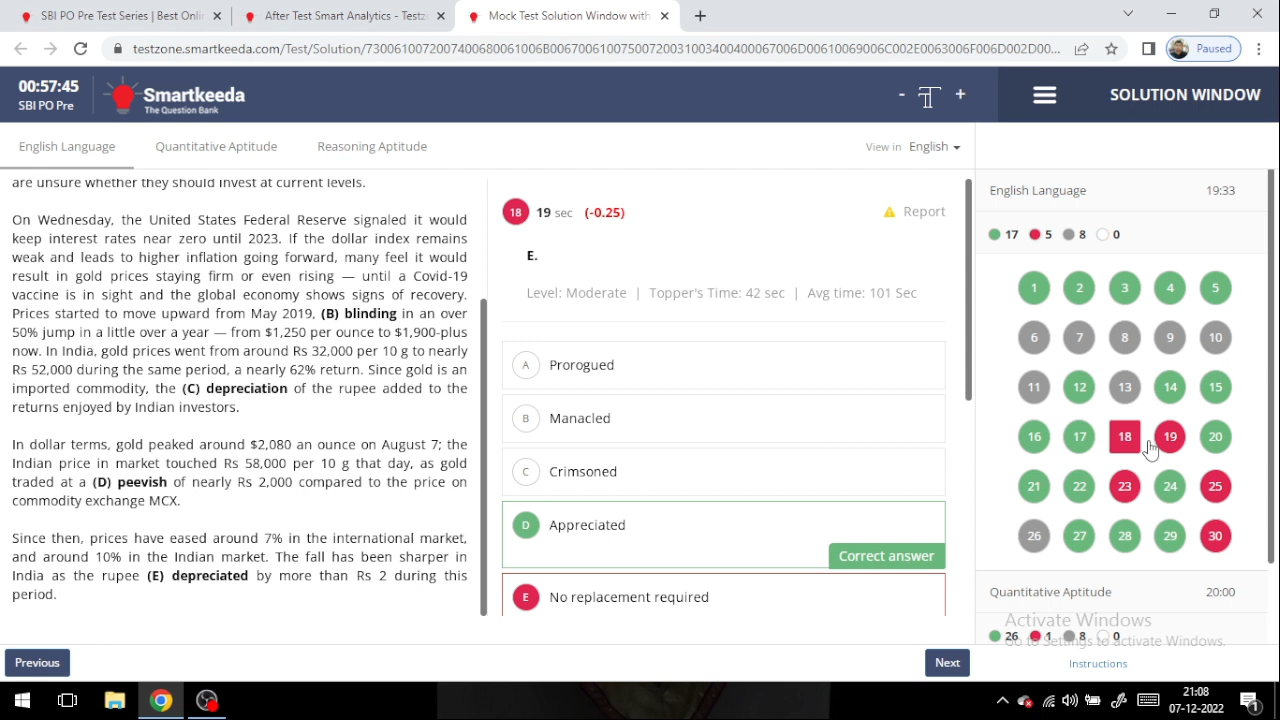 SBI PO Pre Test Series | Best Onli
After Test Smart Analytics - Testz
Mock Test Solution Window with
testzone.smartkeeda.com/Test/Solution/730061007200740080061006B00670061007500720031003400400067006D00610069006C002E0063006F006D002D00...
Paused
00:57:45
SBI PO Pre
Smartkeeda
The Question Bank
- T +
SOLUTION WINDOW
English Language
Quantitative Aptitude
Reasoning Aptitude
View in English
are unsure whether they should invest at current levels.
On Wednesday, the United States Federal Reserve signaled it would
keep interest rates near zero until 2023. If the dollar index remains
weak and leads to higher inflation going forward, many feel it would
result in gold prices staying firm or even rising — until a Covid-19
vaccine is in sight and the global economy shows signs of recovery.
Prices started to move upward from May 2019, (B) blinding in an over
50% jump in a little over a year — from $1,250 per ounce to $1,900-plus
now. In India, gold prices went from around Rs 32,000 per 10 g to nearly
Rs 52,000 during the same period, a nearly 62% return. Since gold is an
imported commodity, the (C) depreciation of the rupee added to the
returns enjoyed by Indian investors.
In dollar terms, gold peaked around $2,080 an ounce on August 7; the
Indian price in market touched Rs 58,000 per 10 g that day, as gold
traded at a (D) peevish of nearly Rs 2,000 compared to the price on
commodity exchange MCX.
Since then, prices have eased around 7% in the international market,
and around 10% in the Indian market. The fall has been sharper in
India as the rupee (E) depreciated by more than Rs 2 during this
period.
18 19 sec (-0.25)
Report
E.
Level: Moderate | Topper's Time: 42 sec | Avg time: 101 Sec
A Prorogued
B Manacled
C Crimsoned
D Appreciated
Correct answer
E No replacement required
English Language 19:33
17 5 8 0
1 2 3 4 5
6 7 8 9 10
11 12 13 14 15
16 17 18 19 20
21 22 23 24 25
26 27 28 29 30
Quantitative Aptitude 20:00
26 1 8 0
Activate Windows
Go to Settings to activate Windows.
Previous
Next
Instructions
21:08
07-12-2022
1